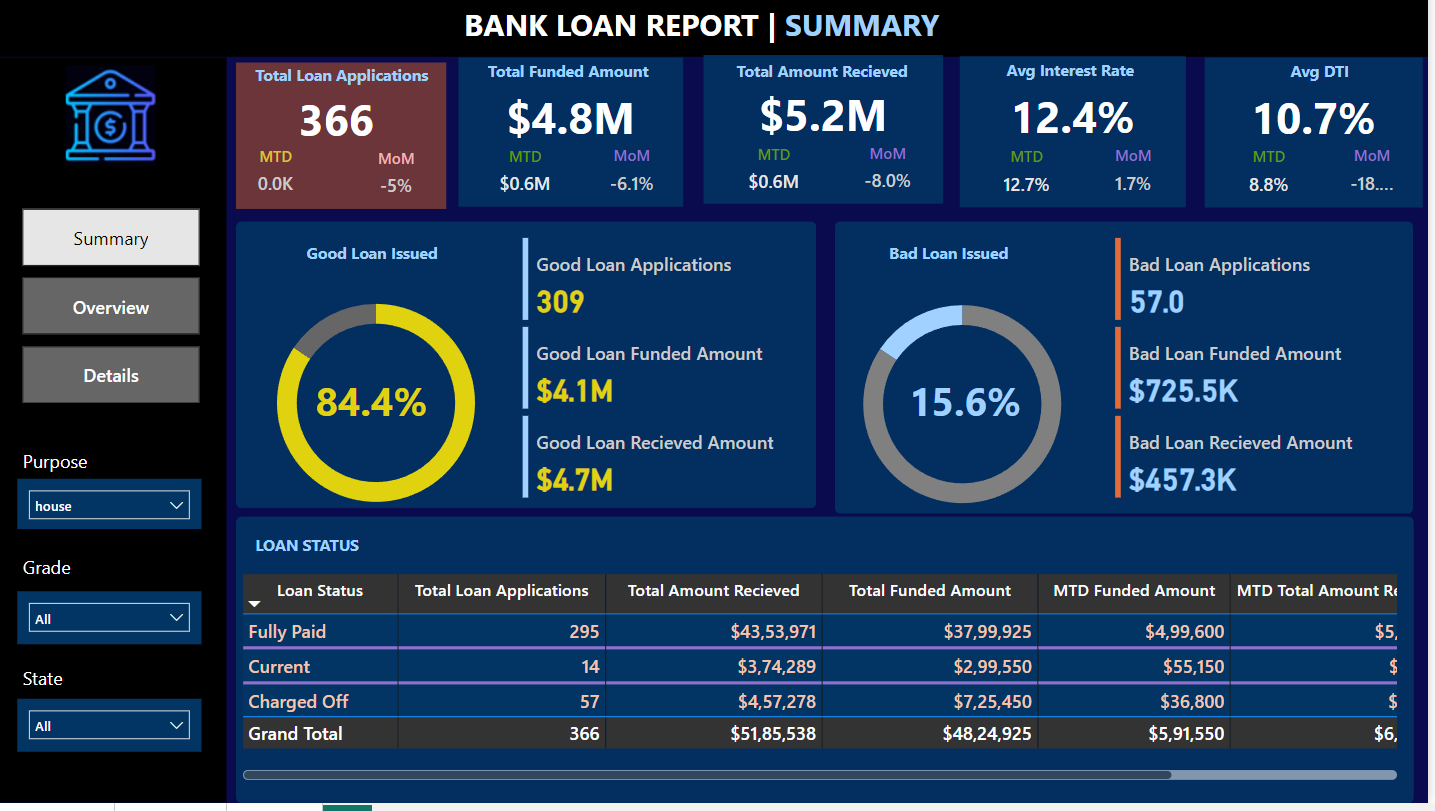 BANK LOAN REPORT | SUMMARY
Total Loan Applications
366
MTD MoM
0.0K -5%
Total Funded Amount
$4.8M
MTD MoM
$0.6M -6.1%
Total Amount Recieved
$5.2M
MTD MoM
$0.6M -8.0%
Avg Interest Rate
12.4%
MTD MoM
12.7% 1.7%
Avg DTI
10.7%
MTD MoM
8.8% -18....
Summary
Overview
Details
Purpose
house
Grade
All
State
All
Good Loan Issued
84.4%
Good Loan Applications
309
Good Loan Funded Amount
$4.1M
Good Loan Recieved Amount
$4.7M
Bad Loan Issued
15.6%
Bad Loan Applications
57.0
Bad Loan Funded Amount
$725.5K
Bad Loan Recieved Amount
$457.3K
LOAN STATUS
Loan Status Total Loan Applications Total Amount Recieved Total Funded Amount MTD Funded Amount MTD Total Amount Re
Fully Paid 295 $43,53,971 $37,99,925 $4,99,600 $5,
Current 14 $3,74,289 $2,99,550 $55,150 $
Charged Off 57 $4,57,278 $7,25,450 $36,800 $
Grand Total 366 $51,85,538 $48,24,925 $5,91,550 $6,